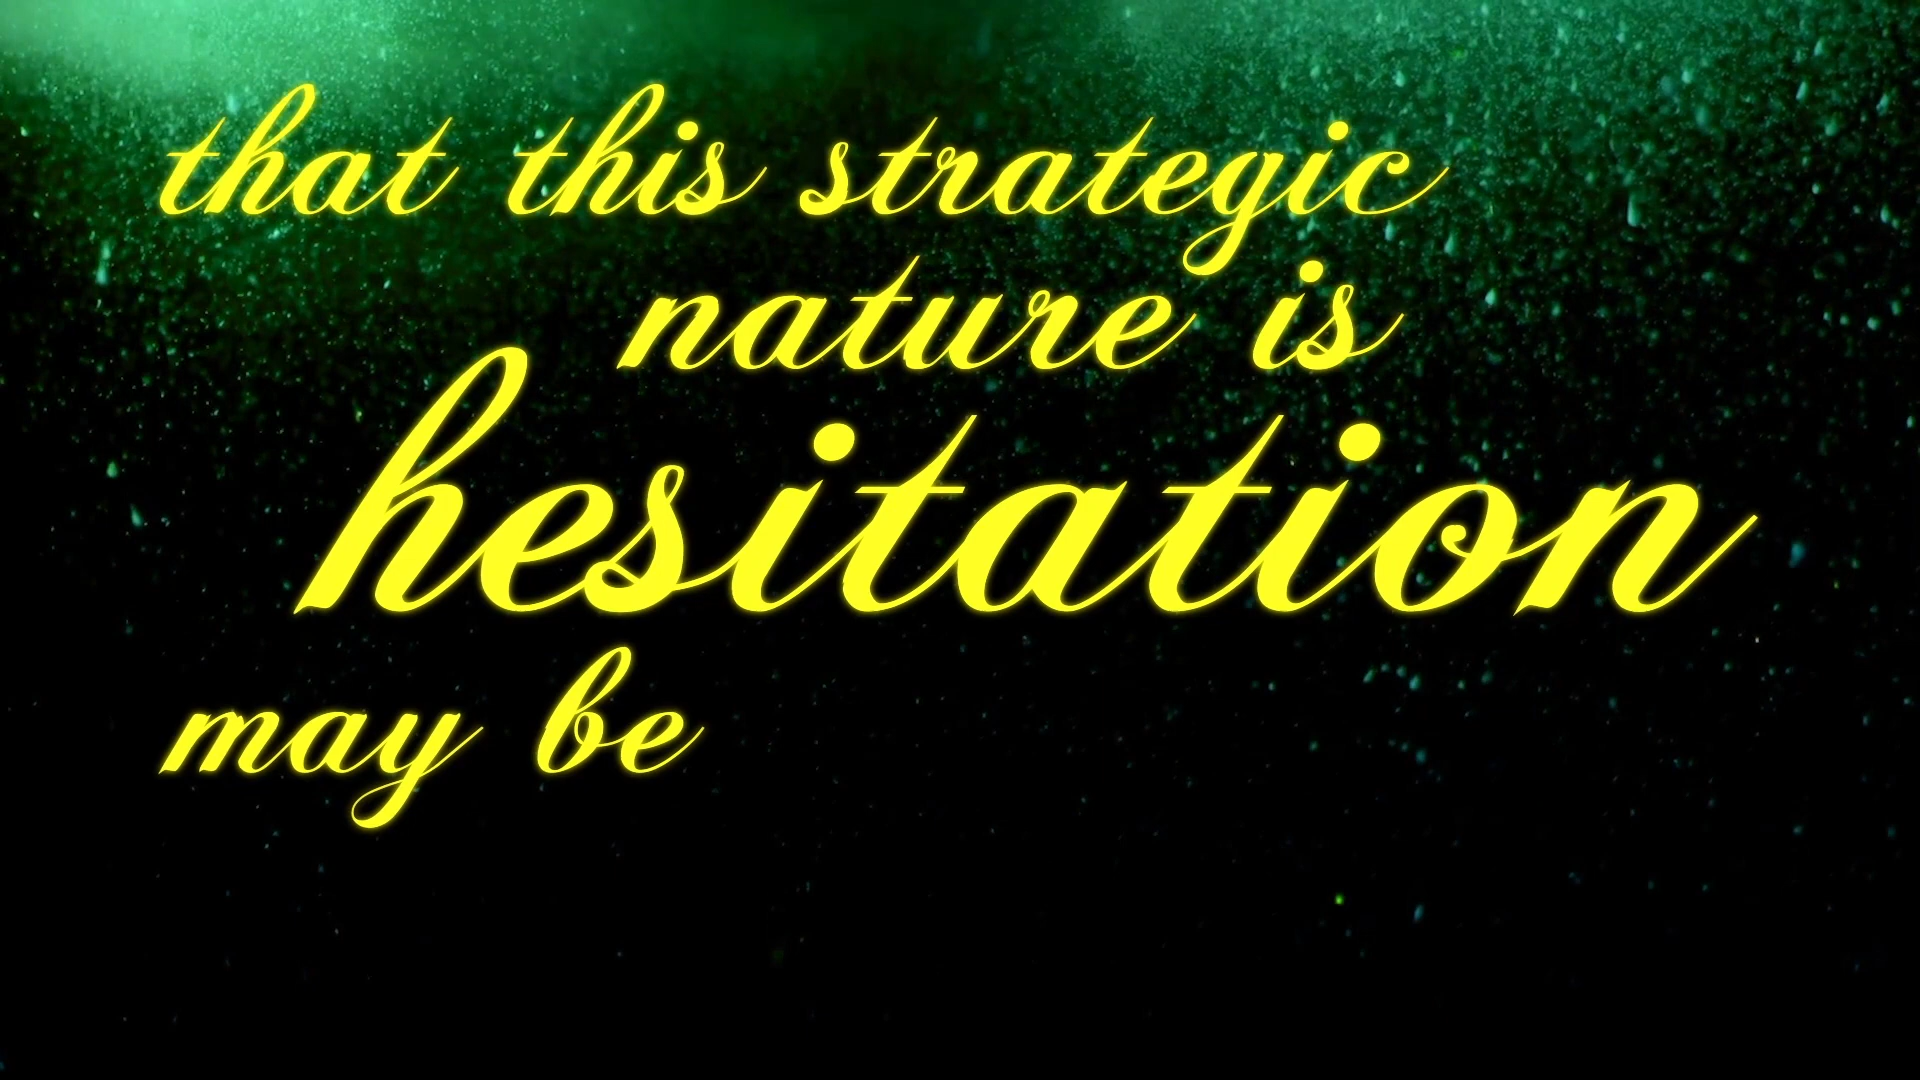 that this strategic
nature is
hesitation
may be